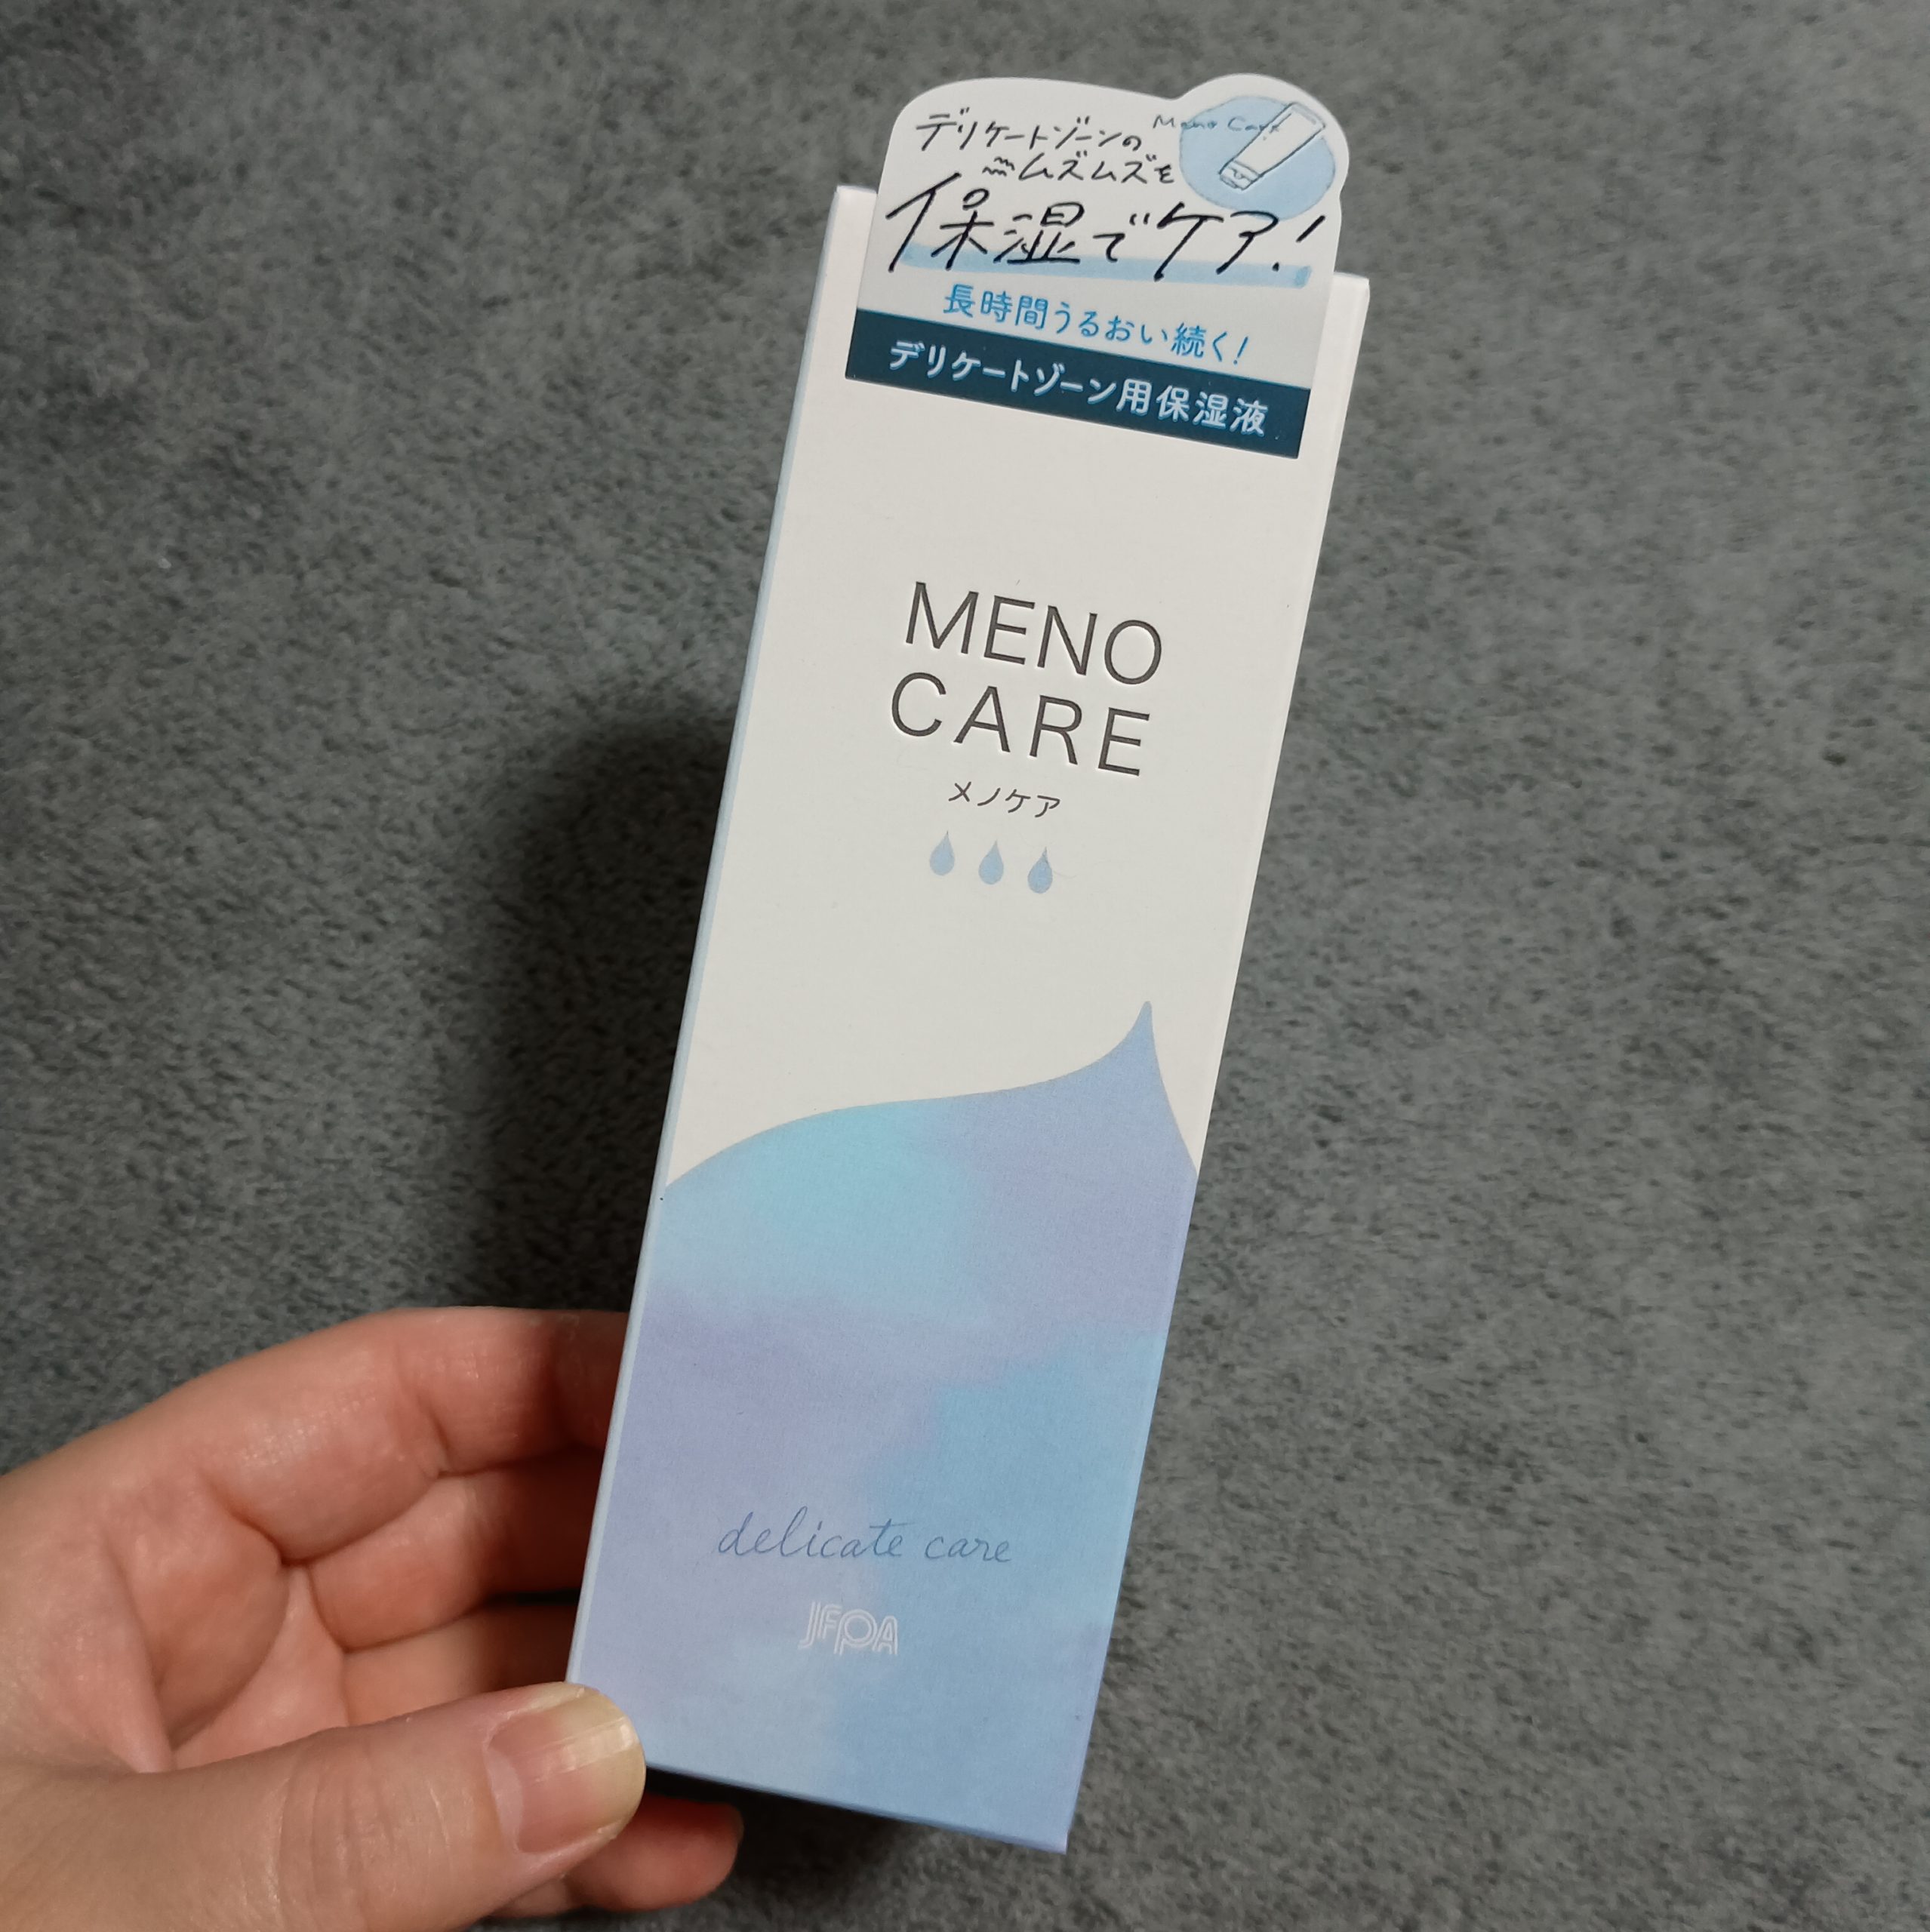 デリケートゾーンの
ムズムズを
Meno Care
保湿でケア!
長時間うるおい続く!
デリケートゾーン用保湿液
MENO
CARE
メノケア
delicate care
JFPA